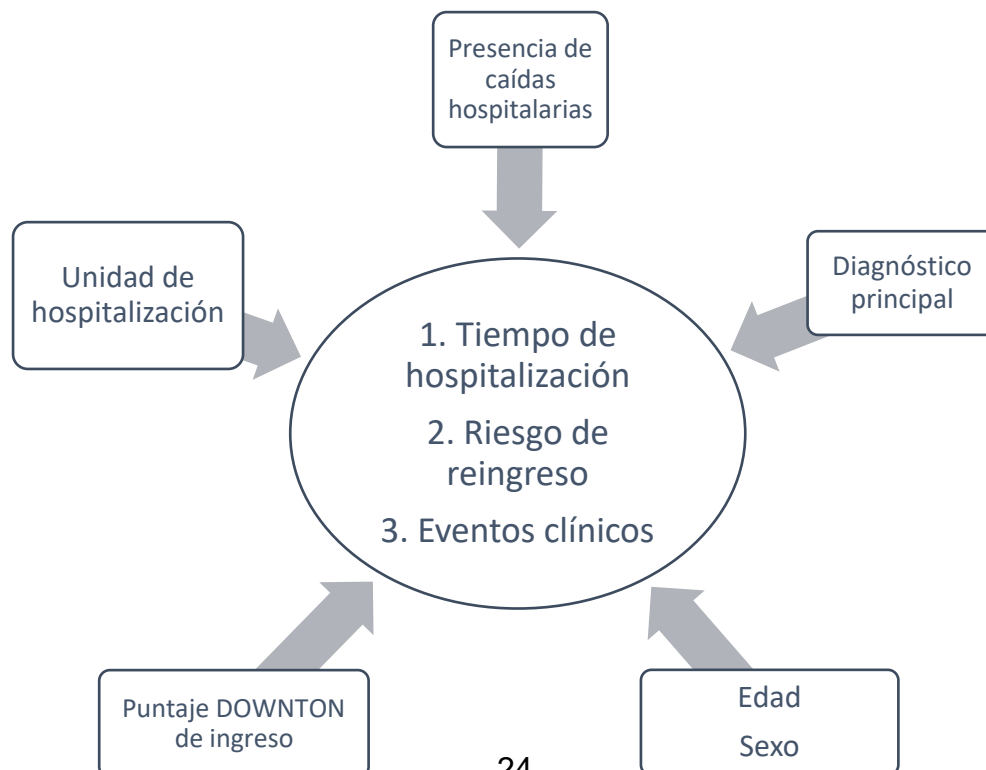 Presencia de
caídas
hospitalarias
Unidad de
hospitalización
Diagnóstico
principal
1. Tiempo de
hospitalización
2. Riesgo de
reingreso
3. Eventos clínicos
Puntaje DOWNTON
de ingreso
Edad
Sexo
24